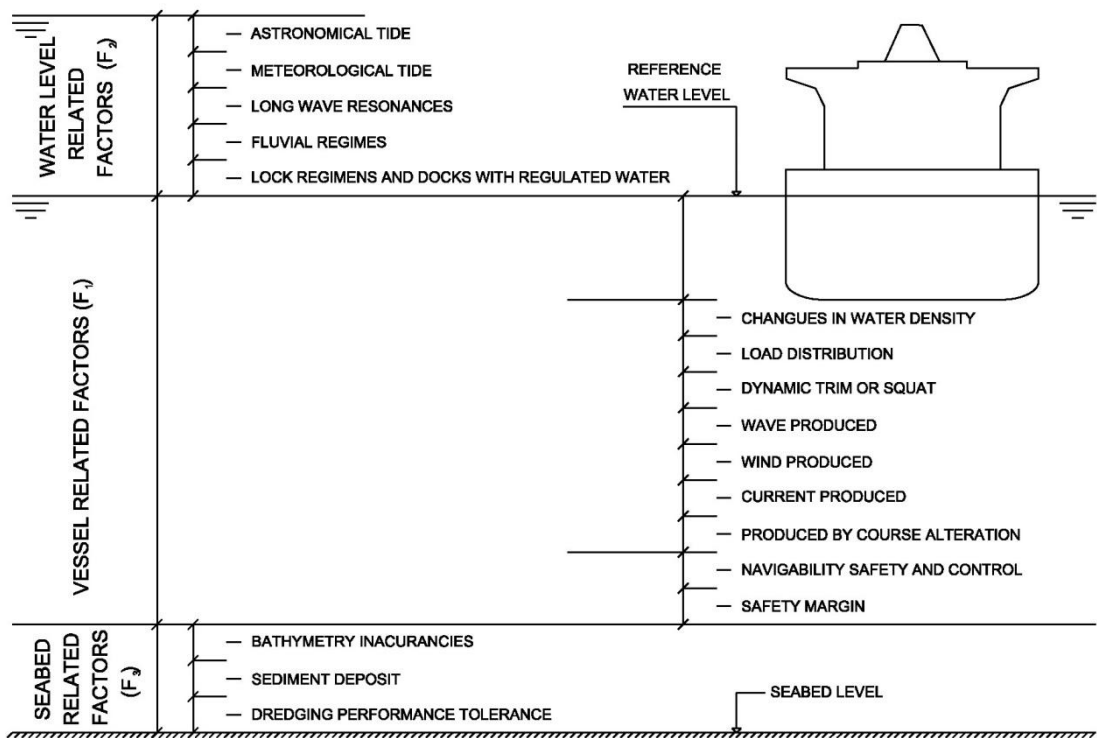 WATER LEVEL
RELATED
FACTORS (F₂)
ASTRONOMICAL TIDE
METEOROLOGICAL TIDE
LONG WAVE RESONANCES
FLUVIAL REGIMES
LOCK REGIMENS AND DOCKS WITH REGULATED WATER
REFERENCE
WATER LEVEL
VESSEL RELATED FACTORS (F₁)
CHANGUES IN WATER DENSITY
LOAD DISTRIBUTION
DYNAMIC TRIM OR SQUAT
WAVE PRODUCED
WIND PRODUCED
CURRENT PRODUCED
PRODUCED BY COURSE ALTERATION
NAVIGABILITY SAFETY AND CONTROL
SAFETY MARGIN
SEABED
RELATED
FACTORS
(F₃)
BATHYMETRY INACURANCIES
SEDIMENT DEPOSIT
DREDGING PERFORMANCE TOLERANCE
SEABED LEVEL